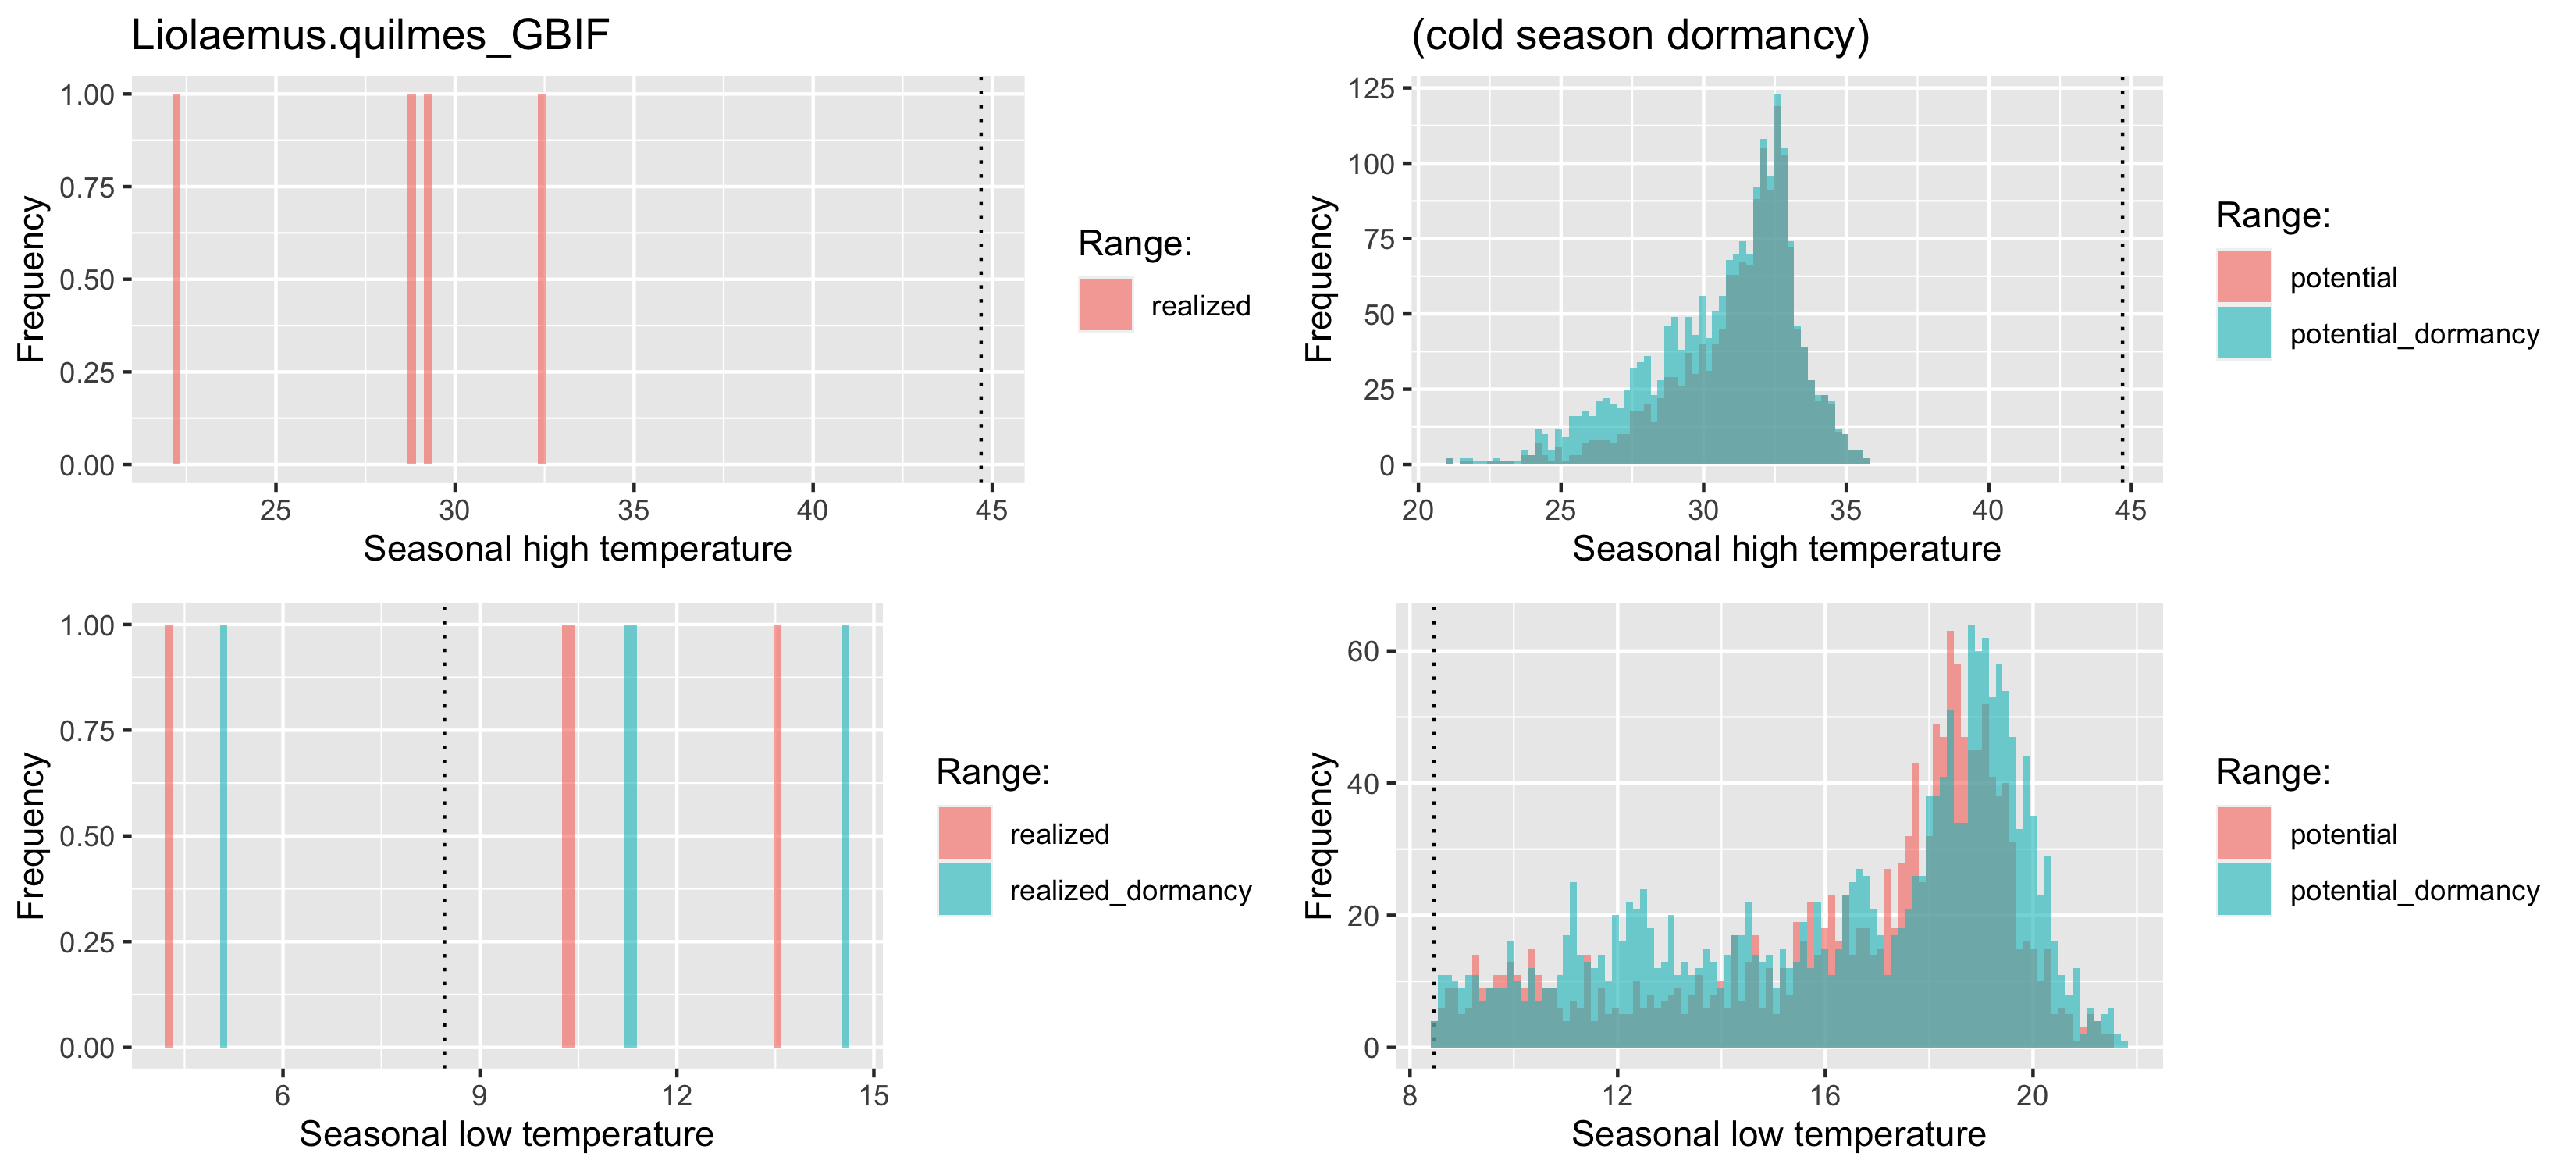 Liolaemus.quilmes_GBIF
(cold season dormancy)
Frequency
1.00
0.75
0.50
0.25
0.00
25
30
35
40
45
Seasonal high temperature
Range:
realized
Frequency
125
100
75
50
25
0
20
25
30
35
40
45
Seasonal high temperature
Range:
potential
potential_dormancy
Frequency
1.00
0.75
0.50
0.25
0.00
6
9
12
15
Seasonal low temperature
Range:
realized
realized_dormancy
Frequency
60
40
20
0
8
12
16
20
Seasonal low temperature
Range:
potential
potential_dormancy